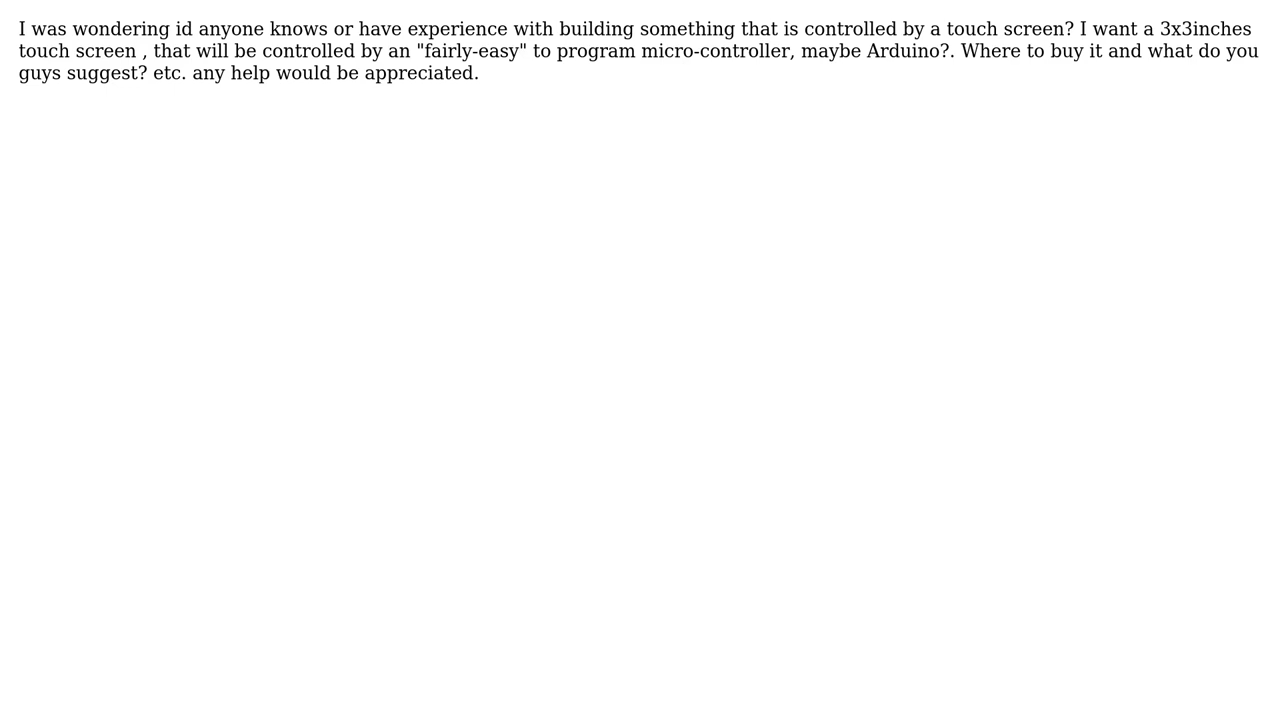 I was wondering id anyone knows or have experience with building something that is controlled by a touch screen? I want a 3x3inches
touch screen , that will be controlled by an "fairly-easy" to program micro-controller, maybe Arduino?. Where to buy it and what do you
guys suggest? etc. any help would be appreciated.